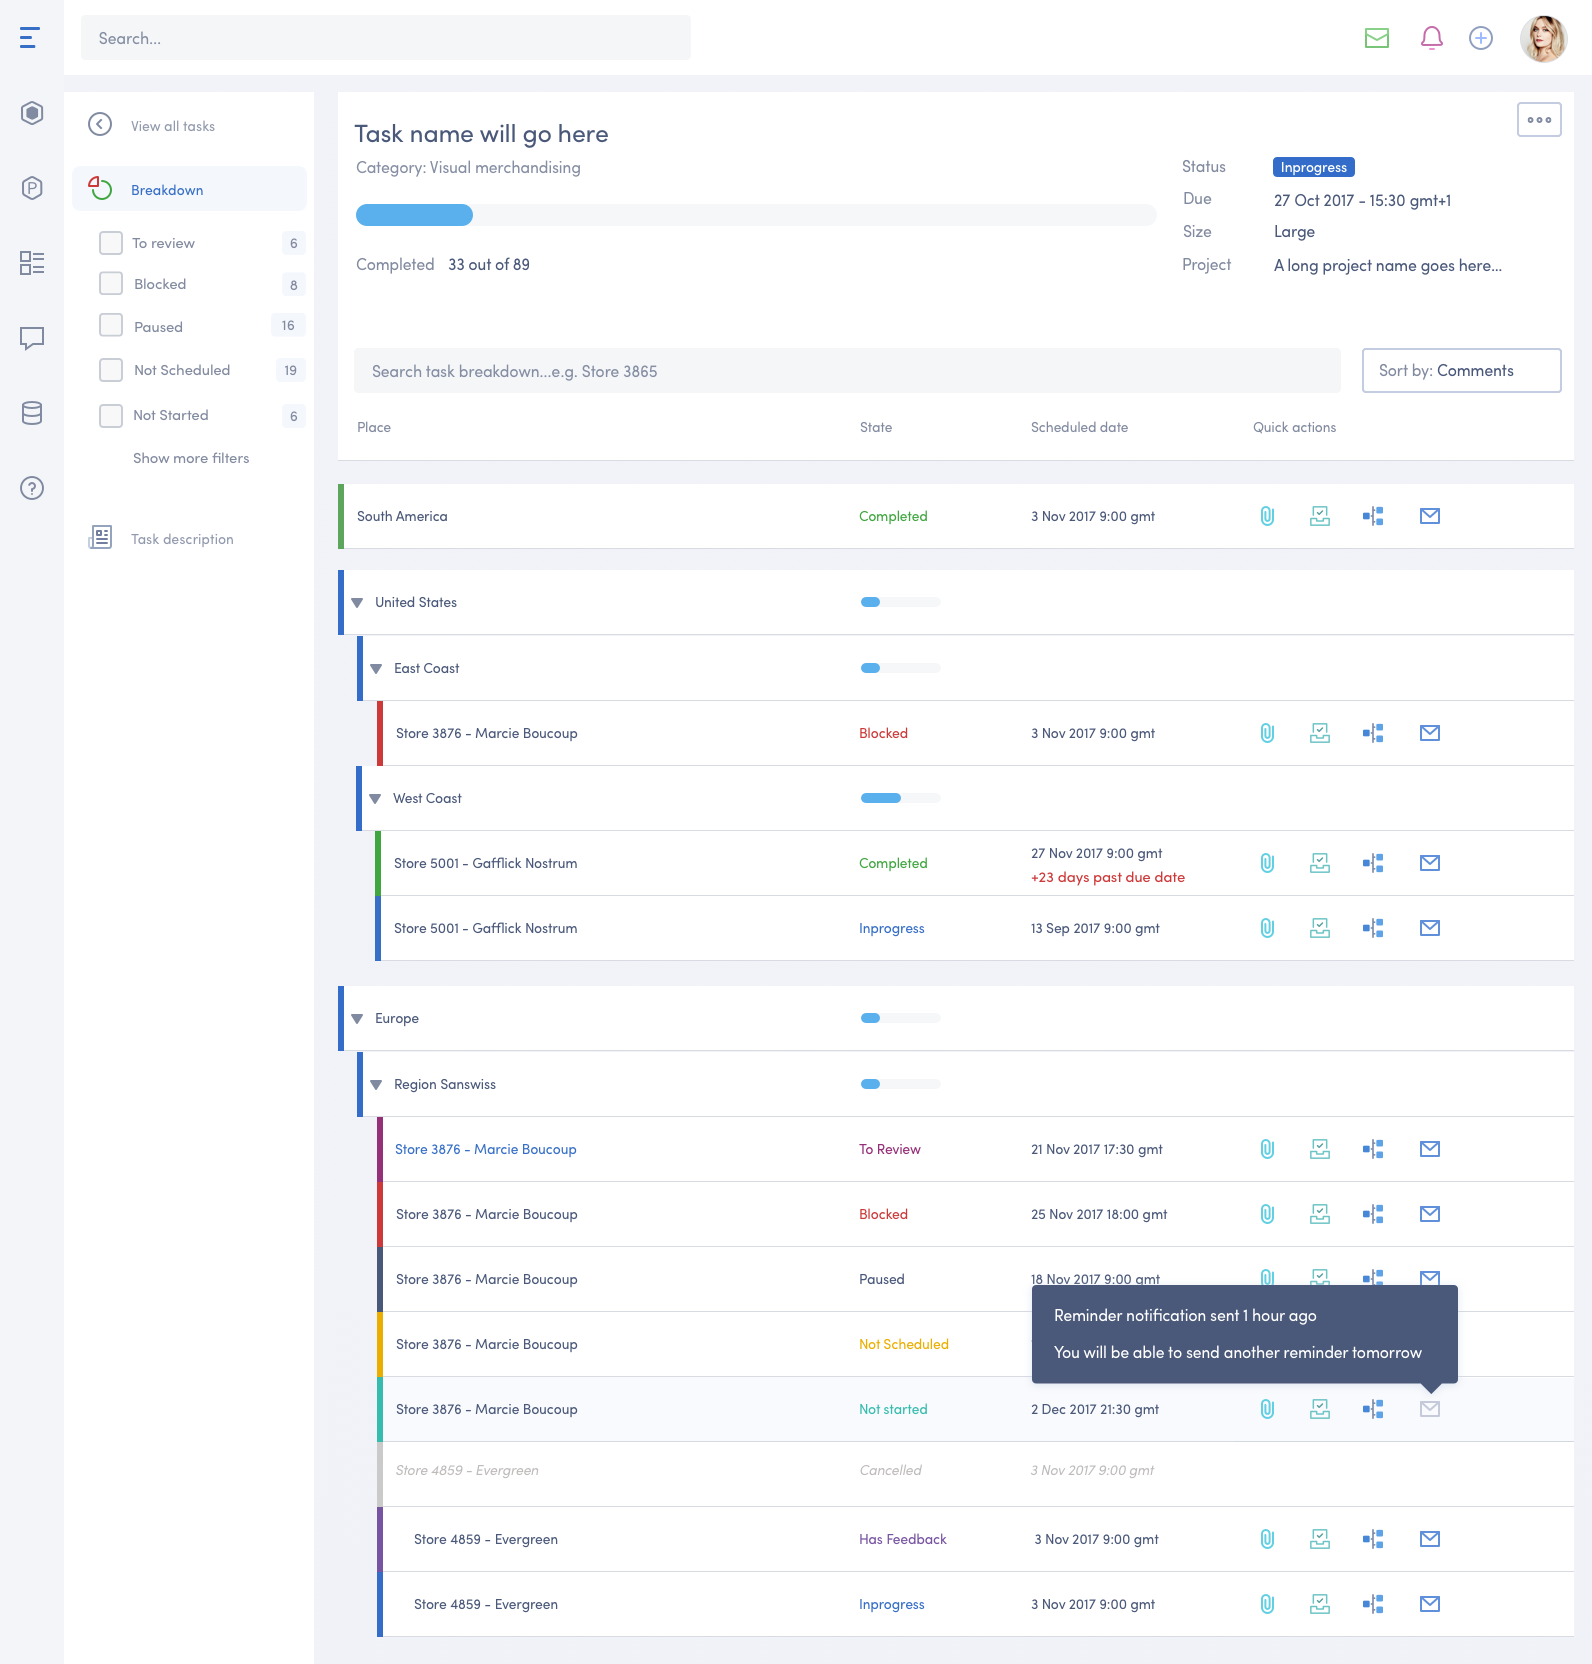 Search...
View all tasks
Breakdown
To review 6
Blocked 8
Paused 16
Not Scheduled 19
Not Started 6
Show more filters
Task description
Task name will go here
Category: Visual merchandising
Completed 33 out of 89
Status Inprogress
Due 27 Oct 2017 - 15:30 gmt+1
Size Large
Project A long project name goes here...
Search task breakdown...e.g. Store 3865
Sort by: Comments
Place State Scheduled date Quick actions
South America Completed 3 Nov 2017 9:00 gmt
United States
East Coast
Store 3876 - Marcie Boucoup Blocked 3 Nov 2017 9:00 gmt
West Coast
Store 5001 - Gafflick Nostrum Completed 27 Nov 2017 9:00 gmt
+23 days past due date
Store 5001 - Gafflick Nostrum Inprogress 13 Sep 2017 9:00 gmt
Europe
Region Sanswiss
Store 3876 - Marcie Boucoup To Review 21 Nov 2017 17:30 gmt
Store 3876 - Marcie Boucoup Blocked 25 Nov 2017 18:00 gmt
Store 3876 - Marcie Boucoup Paused 18 Nov 2017 9:00 gmt
Reminder notification sent 1 hour ago
Store 3876 - Marcie Boucoup Not Scheduled
You will be able to send another reminder tomorrow
Store 3876 - Marcie Boucoup Not started 2 Dec 2017 21:30 gmt
Store 4859 - Evergreen Cancelled 3 Nov 2017 9:00 gmt
Store 4859 - Evergreen Has Feedback 3 Nov 2017 9:00 gmt
Store 4859 - Evergreen Inprogress 3 Nov 2017 9:00 gmt